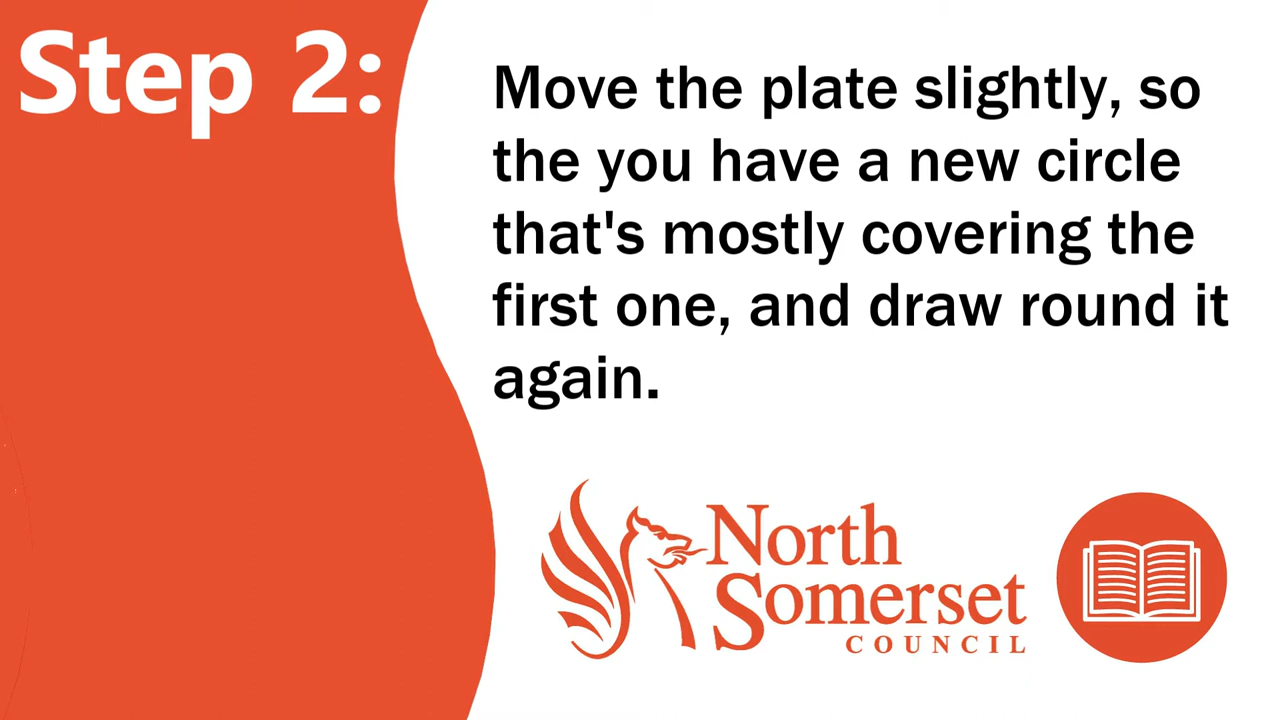 Step 2:
Move the plate slightly, so
the you have a new circle
that's mostly covering the
first one, and draw round it
again.
North
Somerset
COUNCIL